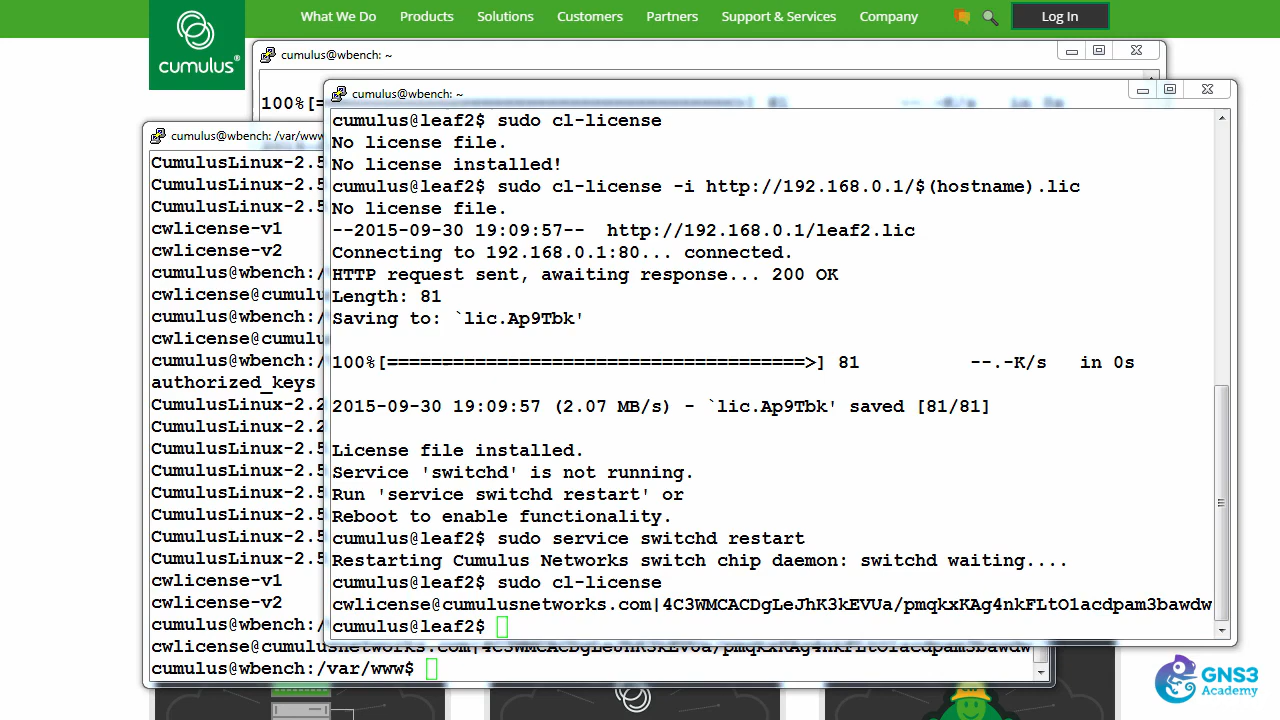 What We Do Products Solutions Customers Partners Support & Services Company Log In
cumulus®
cumulus@wbench: ~
100%[=
cumulus@wbench: /var/www
CumulusLinux-2.5
CumulusLinux-2.5
CumulusLinux-2.5
cwlicense-v1
cwlicense-v2
cumulus@wbench:/
cwlicense@cumulu
cumulus@wbench:/
cwlicense@cumulu
cumulus@wbench:/
authorized_keys
CumulusLinux-2.2
CumulusLinux-2.2
CumulusLinux-2.5
CumulusLinux-2.5
CumulusLinux-2.5
CumulusLinux-2.5
CumulusLinux-2.5
CumulusLinux-2.5
cwlicense-v1
cwlicense-v2
cumulus@wbench:/
cwlicense@cumulusnetworks.com|4C3WMCACDgLeJhK3kEVUa/pmqkxKAg4nkFLtO1acdpam3bawdw
cumulus@wbench:/var/www$
cumulus@wbench: ~
cumulus@leaf2$ sudo cl-license
No license file.
No license installed!
cumulus@leaf2$ sudo cl-license -i http://192.168.0.1/$(hostname).lic
No license file.
--2015-09-30 19:09:57-- http://192.168.0.1/leaf2.lic
Connecting to 192.168.0.1:80... connected.
HTTP request sent, awaiting response... 200 OK
Length: 81
Saving to: `lic.Ap9Tbk'
100%[======================================>] 81 --.-K/s in 0s
2015-09-30 19:09:57 (2.07 MB/s) - `lic.Ap9Tbk' saved [81/81]
License file installed.
Service 'switchd' is not running.
Run 'service switchd restart' or
Reboot to enable functionality.
cumulus@leaf2$ sudo service switchd restart
Restarting Cumulus Networks switch chip daemon: switchd waiting....
cumulus@leaf2$ sudo cl-license
cwlicense@cumulusnetworks.com|4C3WMCACDgLeJhK3kEVUa/pmqkxKAg4nkFLtO1acdpam3bawdw
cumulus@leaf2$
GNS3
Academy